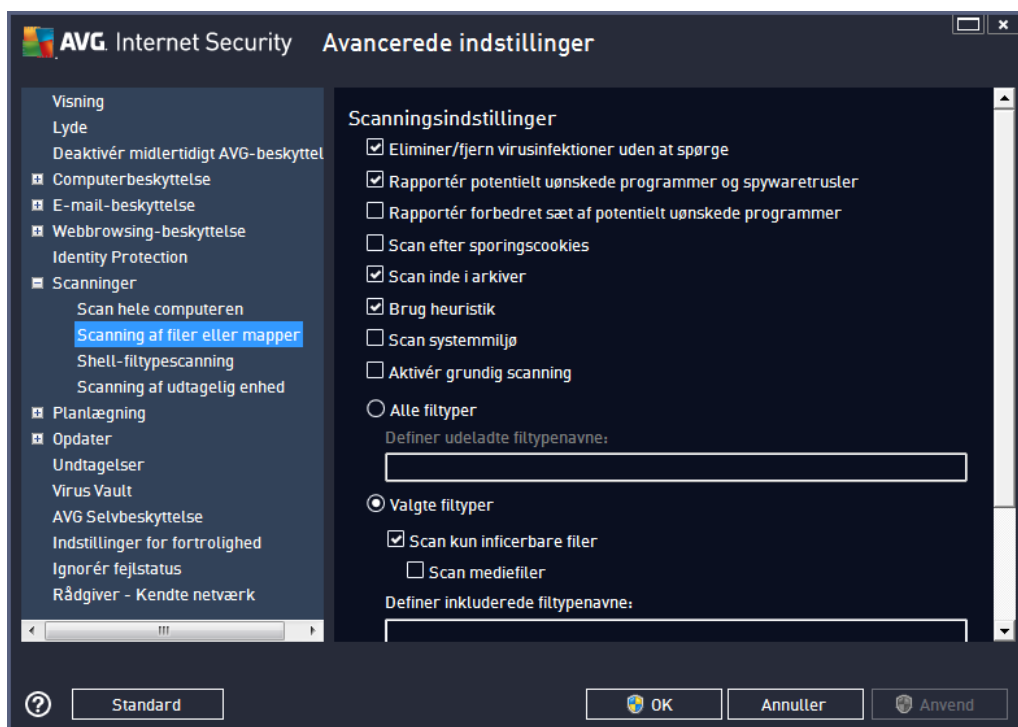 AVG. Internet Security Avancerede indstillinger
Visning
Lyde
Deaktivér midlertidigt AVG-beskyttel
Computerbeskyttelse
E-mail-beskyttelse
Webbrowsing-beskyttelse
Identity Protection
Scanninger
Scan hele computeren
Scanning af filer eller mapper
Shell-filtypescanning
Scanning af udtagelig enhed
Planlægning
Opdater
Undtagelser
Virus Vault
AVG Selvbeskyttelse
Indstillinger for fortrolighed
Ignorér fejlstatus
Rådgiver - Kendte netværk
Scanningsindstillinger
Eliminer/fjern virusinfektioner uden at spørge
Rapportér potentielt uønskede programmer og spywaretrusler
Rapportér forbedret sæt af potentielt uønskede programmer
Scan efter sporingscookies
Scan inde i arkiver
Brug heuristik
Scan systemmiljø
Aktivér grundig scanning
Alle filtyper
Definer udeladte filtypenavne:
Valgte filtyper
Scan kun inficerbare filer
Scan mediefiler
Definer inkluderede filtypenavne:
? Standard OK Annuller Anvend